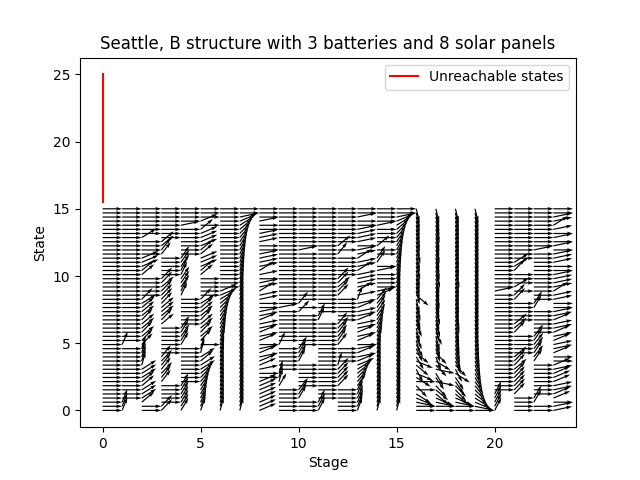 Seattle, B structure with 3 batteries and 8 solar panels
Unreachable states
25
20
15
10
5
0
State
0 5 10 15 20
Stage